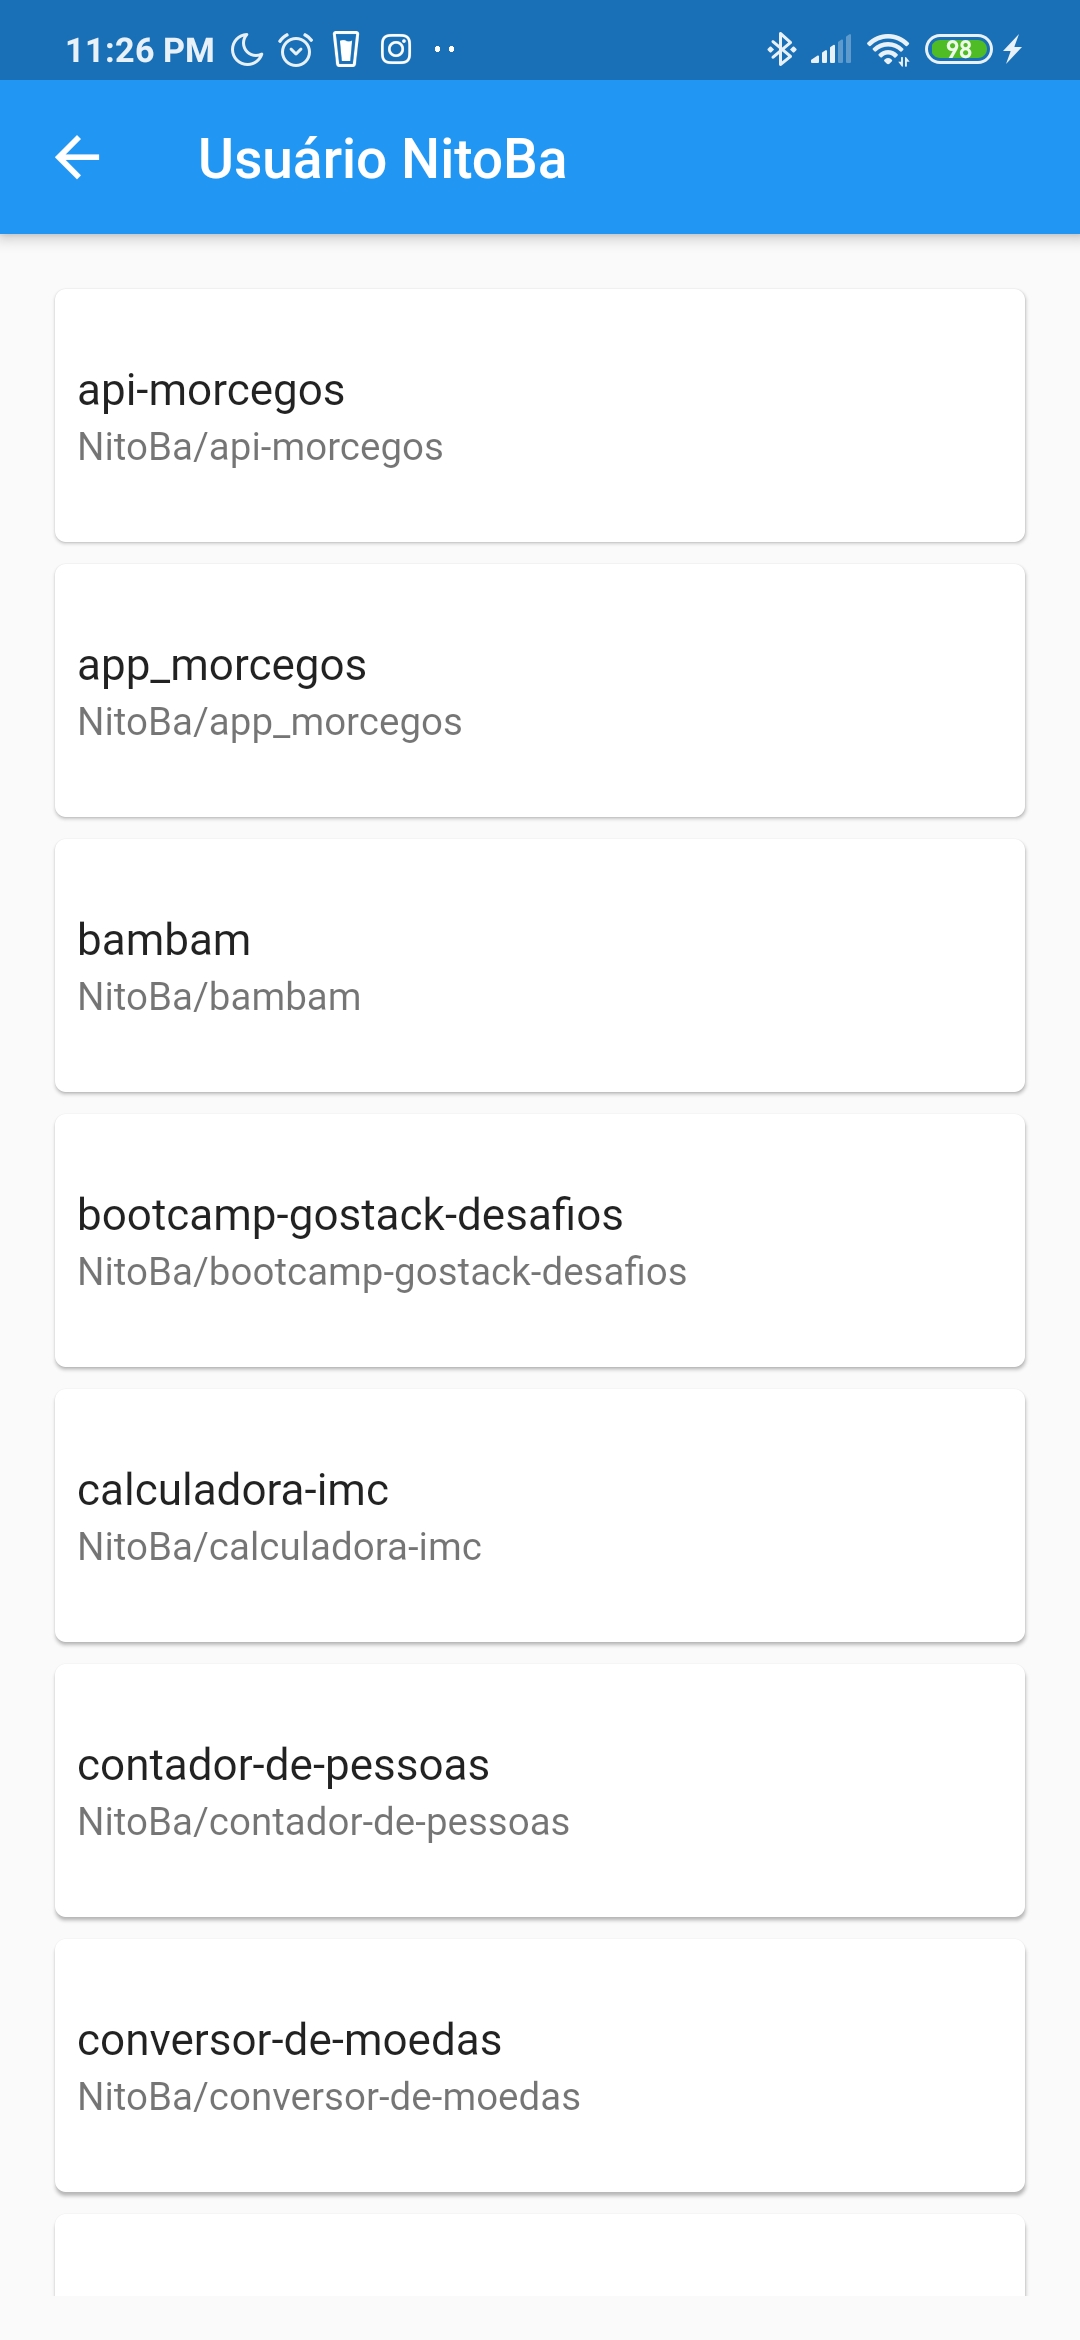 11:26 PM
98
Usuário NitoBa
api-morcegos
NitoBa/api-morcegos
app_morcegos
NitoBa/app_morcegos
bambam
NitoBa/bambam
bootcamp-gostack-desafios
NitoBa/bootcamp-gostack-desafios
calculadora-imc
NitoBa/calculadora-imc
contador-de-pessoas
NitoBa/contador-de-pessoas
conversor-de-moedas
NitoBa/conversor-de-moedas